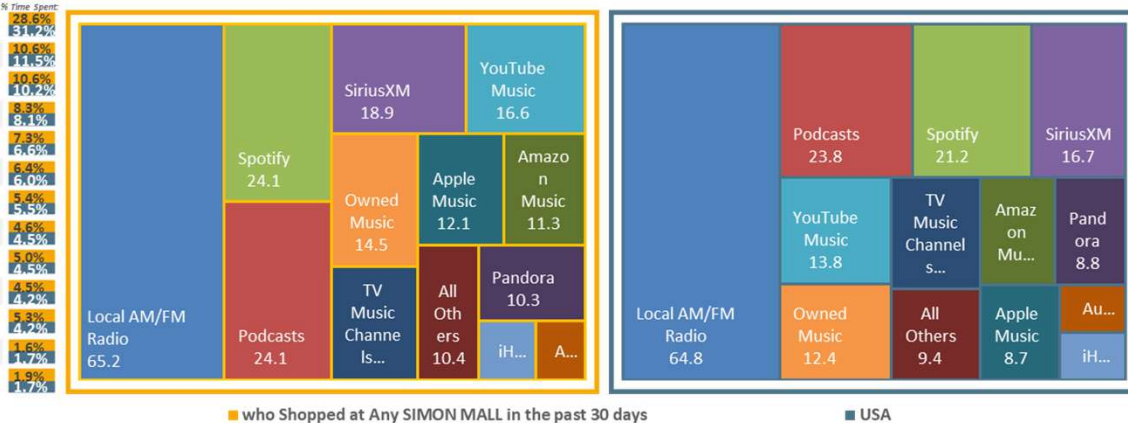 % Time Spent:
28.6%
31.2%
10.6%
11.5%
10.6%
10.2%
8.3%
8.1%
7.3%
6.6%
6.4%
6.0%
5.4%
5.5%
4.6%
4.5%
5.0%
4.5%
4.5%
4.2%
5.3%
4.2%
1.6%
1.7%
1.9%
1.7%
Local AM/FM
Radio
65.2
Spotify
24.1
Podcasts
24.1
SiriusXM
18.9
YouTube
Music
16.6
Owned
Music
14.5
Apple
Music
12.1
Amazo
n
Music
11.3
TV
Music
Channe
ls...
All
Oth
ers
10.4
Pandora
10.3
iH...
A...
Local AM/FM
Radio
64.8
Podcasts
23.8
Spotify
21.2
SiriusXM
16.7
YouTube
Music
13.8
TV
Music
Channel
s...
Amaz
on
Mu...
Pand
ora
8.8
Owned
Music
12.4
All
Others
9.4
Apple
Music
8.7
Au...
iH...
who Shopped at Any SIMON MALL in the past 30 days
USA